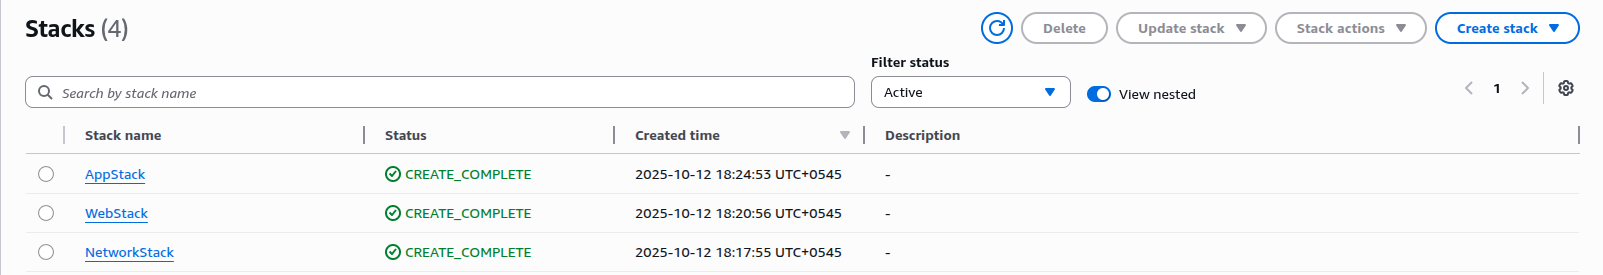 Stacks (4)
Delete
Update stack
Stack actions
Create stack
Filter status
Search by stack name
Active
View nested
1
Stack name Status Created time Description
AppStack CREATE_COMPLETE 2025-10-12 18:24:53 UTC+0545 -
WebStack CREATE_COMPLETE 2025-10-12 18:20:56 UTC+0545 -
NetworkStack CREATE_COMPLETE 2025-10-12 18:17:55 UTC+0545 -